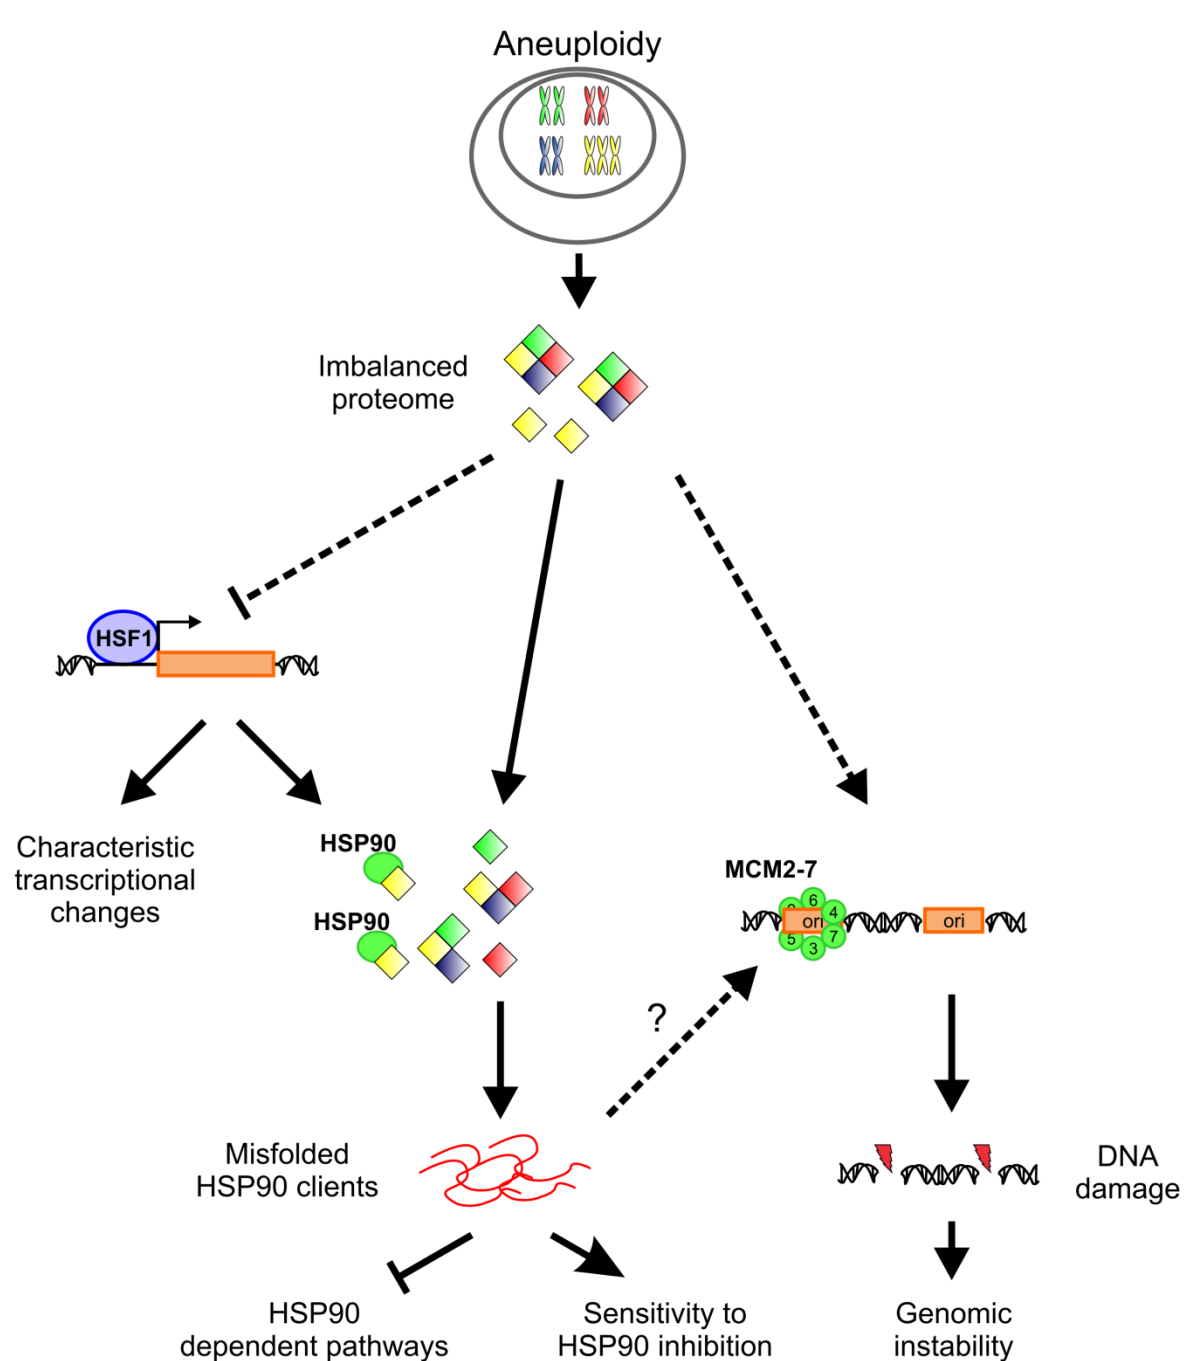 Aneuploidy
Imbalanced
proteome
HSF1
Characteristic
transcriptional
changes
HSP90
HSP90
MCM2-7
6
4
ori
7
3
5
ori
?
Misfolded
HSP90 clients
DNA
damage
HSP90
dependent pathways
Sensitivity to
HSP90 inhibition
Genomic
instability